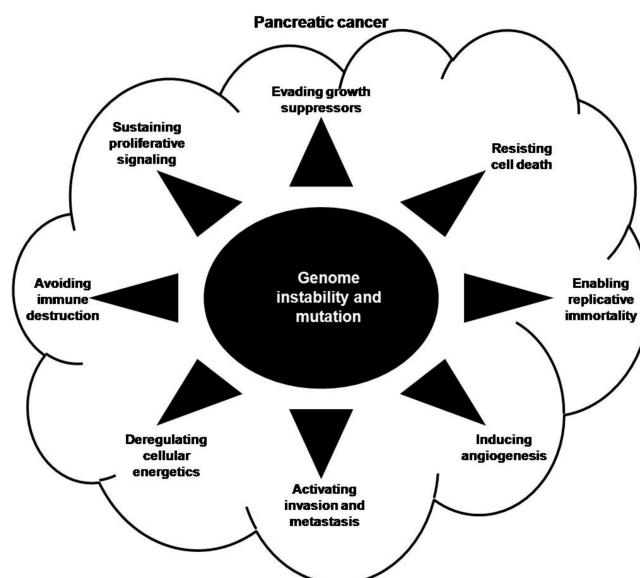 Pancreatic cancer
Evading growth
suppressors
Sustaining
proliferative
signaling
Resisting
cell death
Avoiding
immune
destruction
Genome
instability and
mutation
Enabling
replicative
immortality
Deregulating
cellular
energetics
Activating
invasion and
metastasis
Inducing
angiogenesis